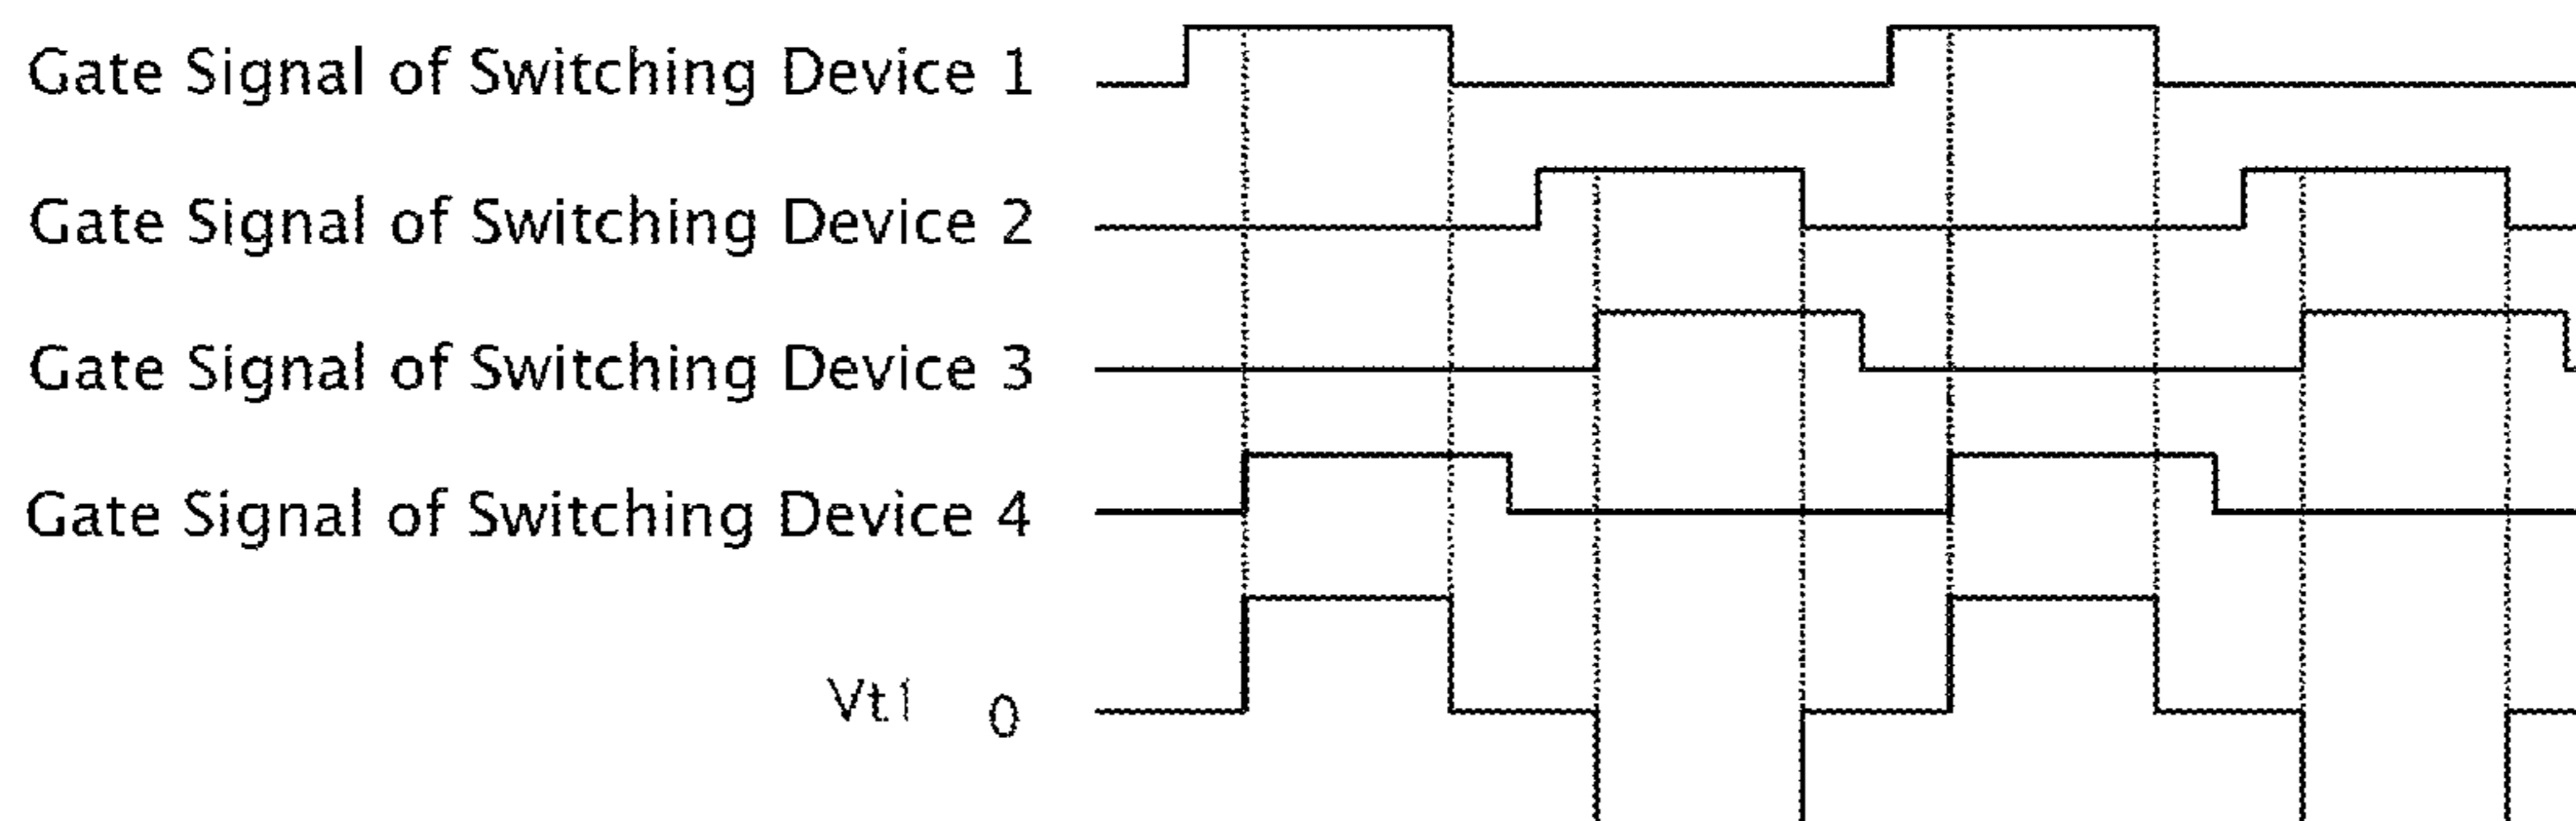 Gate Signal of Switching Device 1
Gate Signal of Switching Device 2
Gate Signal of Switching Device 3
Gate Signal of Switching Device 4
Vt1 0